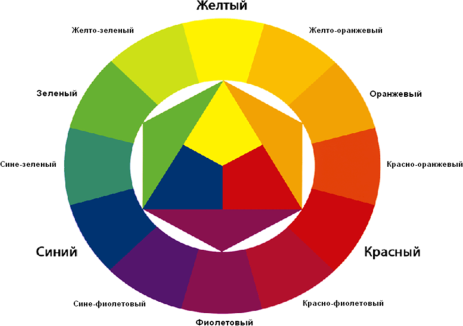 Желтый
Желто-зеленый
Желто-оранжевый
Зеленый
Оранжевый
Сине-зеленый
Красно-оранжевый
Синий
Красный
Сине-фиолетовый
Красно-фиолетовый
Фиолетовый